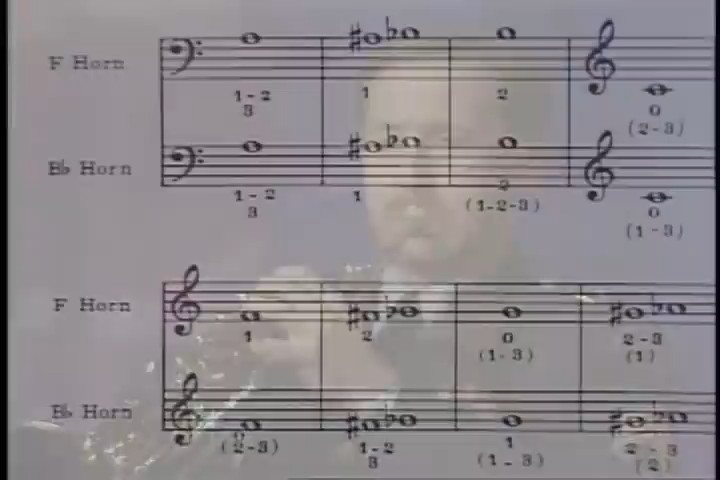 F Horn
1-2 1 2 0
3 (2-3)
B♭ Horn
1-2 1 2 0
3 (1-2-3) (1-3)
F Horn
1 2 0 2-3
(1-3) (1)
B♭ Horn
0 1-2 1 2-3
(2-3) 3 (1-3) (2)